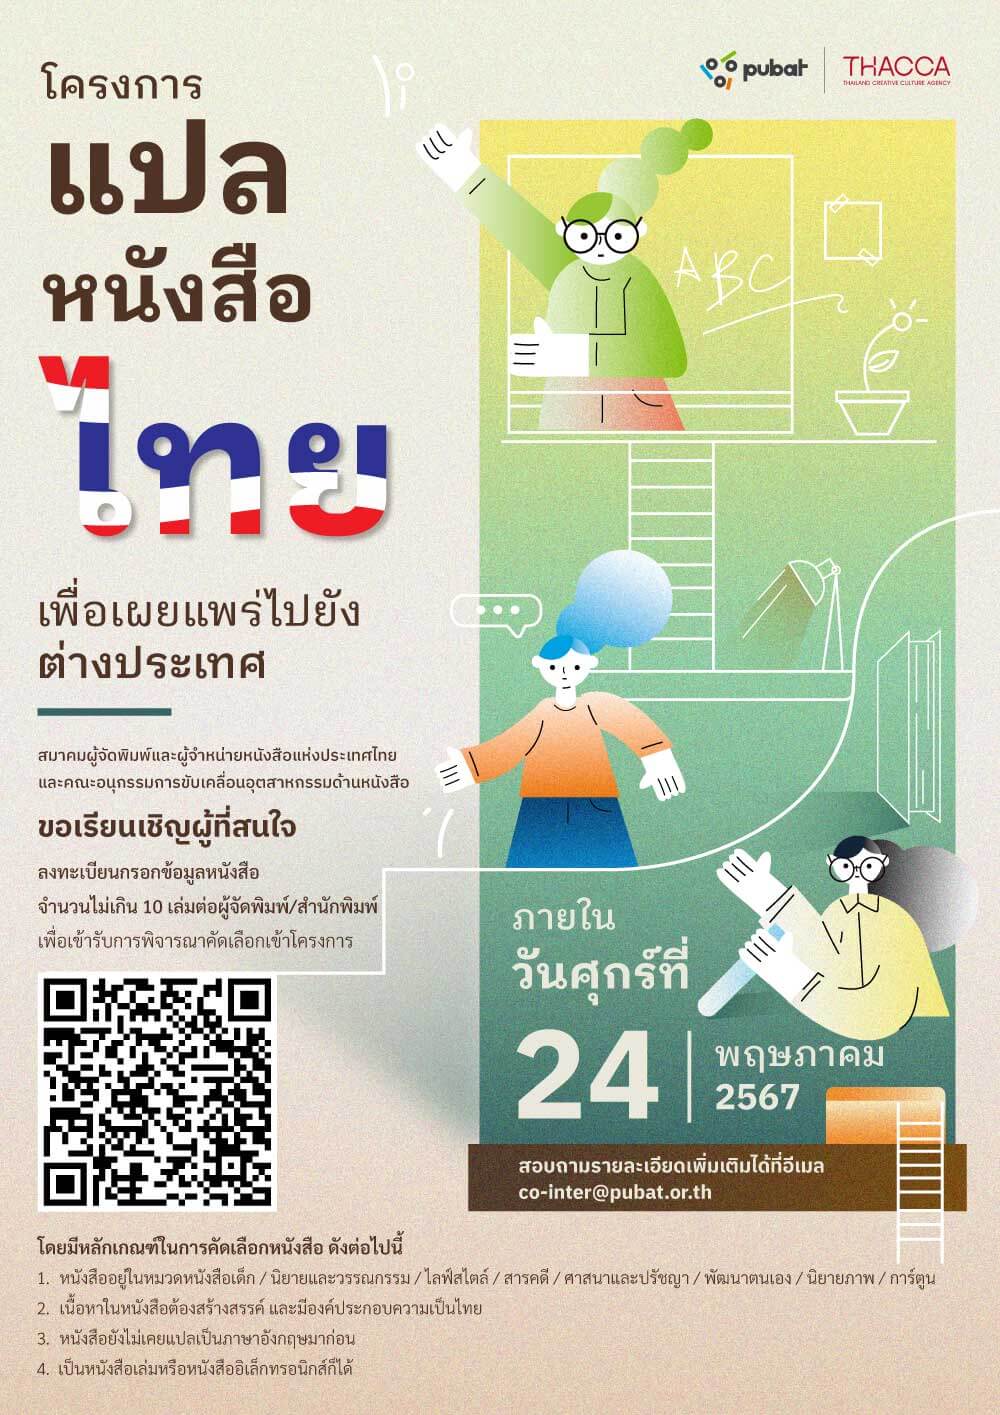 โครงการ
แปล
หนังสือ
ไทย
เพื่อเผยแพร่ไปยัง
ต่างประเทศ
สมาคมผู้จัดพิมพ์และผู้จำหน่ายหนังสือแห่งประเทศไทย
และคณะอนุกรรมการขับเคลื่อนอุตสาหกรรมด้านหนังสือ
ขอเรียนเชิญผู้ที่สนใจ
ลงทะเบียนกรอกข้อมูลหนังสือ
จำนวนไม่เกิน 10 เล่มต่อผู้จัดพิมพ์/สำนักพิมพ์
เพื่อเข้ารับการพิจารณาคัดเลือกเข้าโครงการ
pubat
THACCA
THAILAND CREATIVE CULTURE AGENCY
ABC
ภายใน
วันศุกร์ที่
24
พฤษภาคม
2567
สอบถามรายละเอียดเพิ่มเติมได้ที่อีเมล
co-inter@pubat.or.th
โดยมีหลักเกณฑ์ในการคัดเลือกหนังสือ ดังต่อไปนี้
1. หนังสืออยู่ในหมวดหนังสือเด็ก / นิยายและวรรณกรรม / ไลฟ์สไตล์ / สารคดี / ศาสนาและปรัชญา / พัฒนาตนเอง / นิยายภาพ / การ์ตูน
2. เนื้อหาในหนังสือต้องสร้างสรรค์ และมีองค์ประกอบความเป็นไทย
3. หนังสือยังไม่เคยแปลเป็นภาษาอังกฤษมาก่อน
4. เป็นหนังสือเล่มหรือหนังสืออิเล็กทรอนิกส์ก็ได้